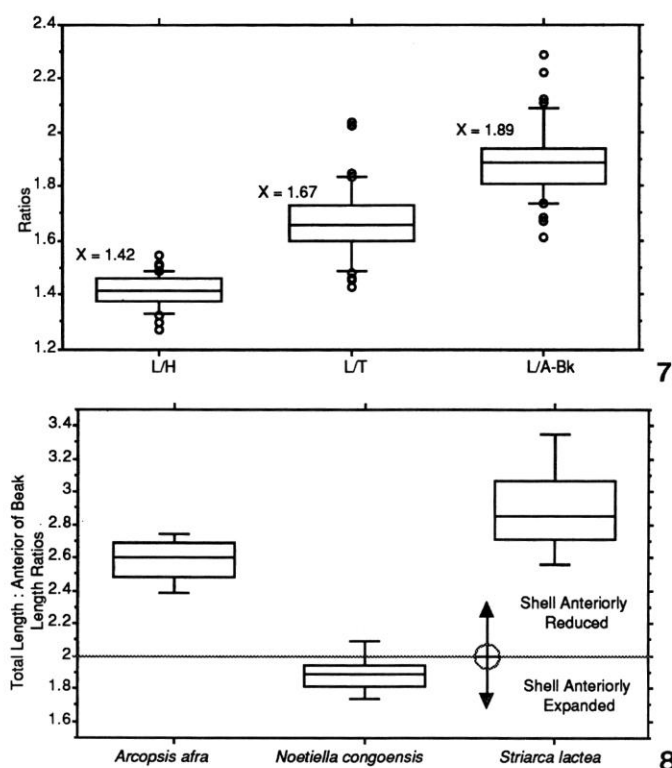 2.4
2.2
2
1.8
1.6
1.4
1.2
Ratios
X = 1.42
X = 1.67
X = 1.89
L/H
L/T
L/A-Bk
7
3.4
3.2
3
2.8
2.6
2.4
2.2
2
1.8
1.6
Total Length : Anterior of Beak
Length Ratios
Shell Anteriorly
Reduced
Shell Anteriorly
Expanded
Arcopsis afra
Noetiella congoensis
Striarca lactea
8